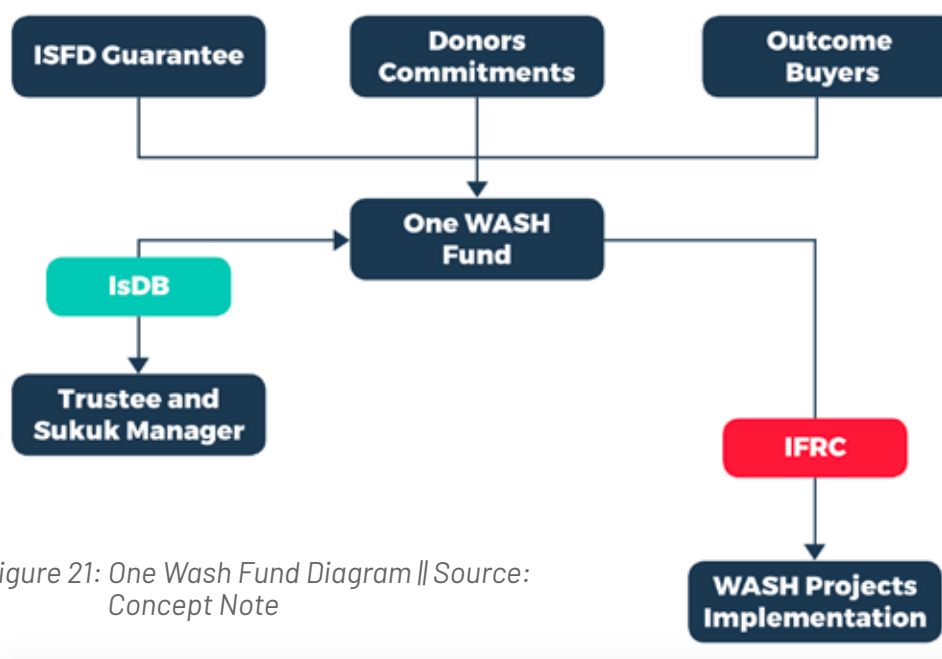 ISFD Guarantee
Donors
Commitments
Outcome
Buyers
One WASH
Fund
IsDB
Trustee and
Sukuk Manager
IFRC
WASH Projects
Implementation
igure 21: One Wash Fund Diagram || Source:
Concept Note